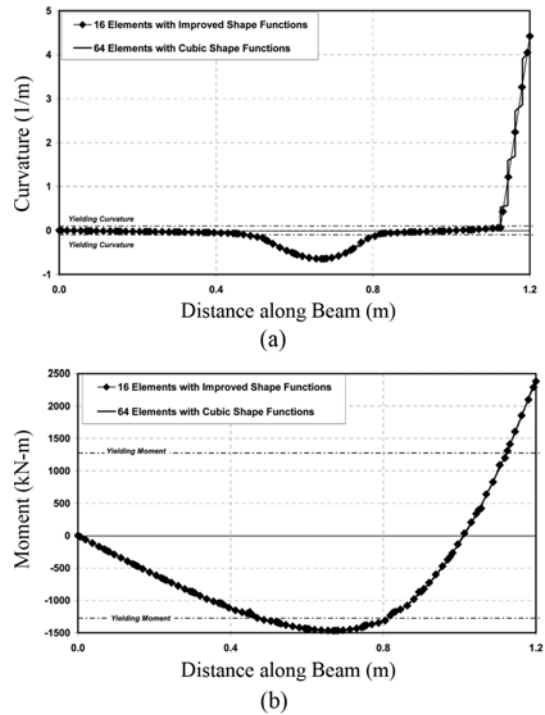 5
16 Elements with Improved Shape Functions
64 Elements with Cubic Shape Functions
4
3
2
1
Yielding Curvature
0
Yielding Curvature
-1
0.0 0.4 0.8 1.2
Curvature (1/m)
Distance along Beam (m)
(a)
2500
16 Elements with Improved Shape Functions
2000
64 Elements with Cubic Shape Functions
1500
Yielding Moment
1000
500
0
-500
-1000
Yielding Moment
-1500
0.0 0.4 0.8 1.2
Moment (kN-m)
Distance along Beam (m)
(b)